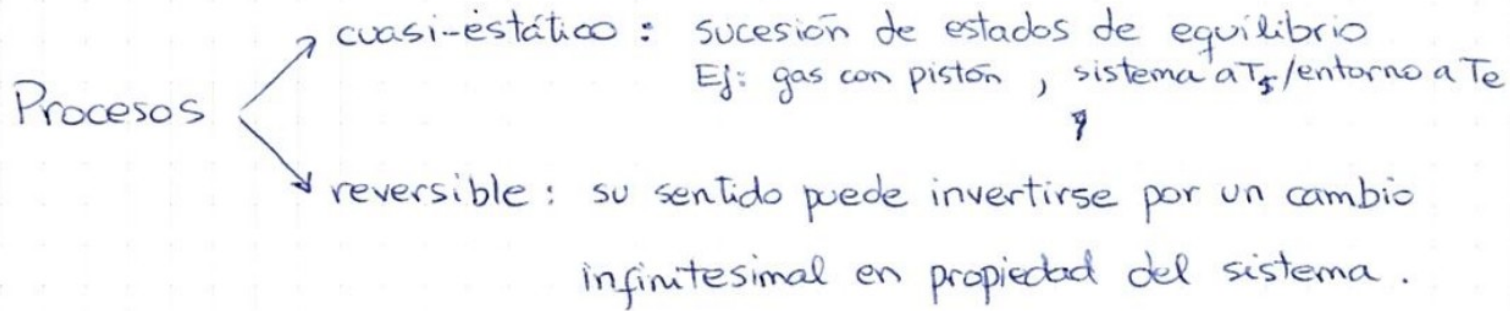 cuasi-estático : sucesión de estados de equilibrio
Ej: gas con pistón , sistema a Ts/entorno a Te
Procesos
y
reversible : su sentido puede invertirse por un cambio
infinitesimal en propiedad del sistema .